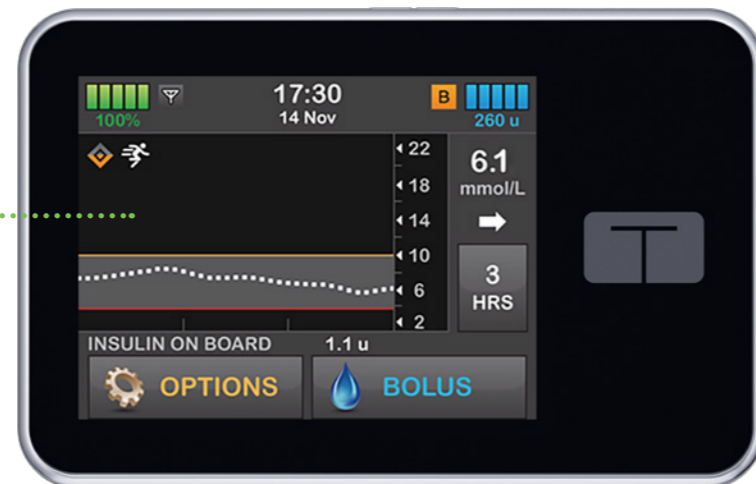 17:30
B
100%
14 Nov
260 u
22
6.1
18
mmol/L
14
10
3
HRS
6
2
INSULIN ON BOARD 1.1 u
OPTIONS
BOLUS
T